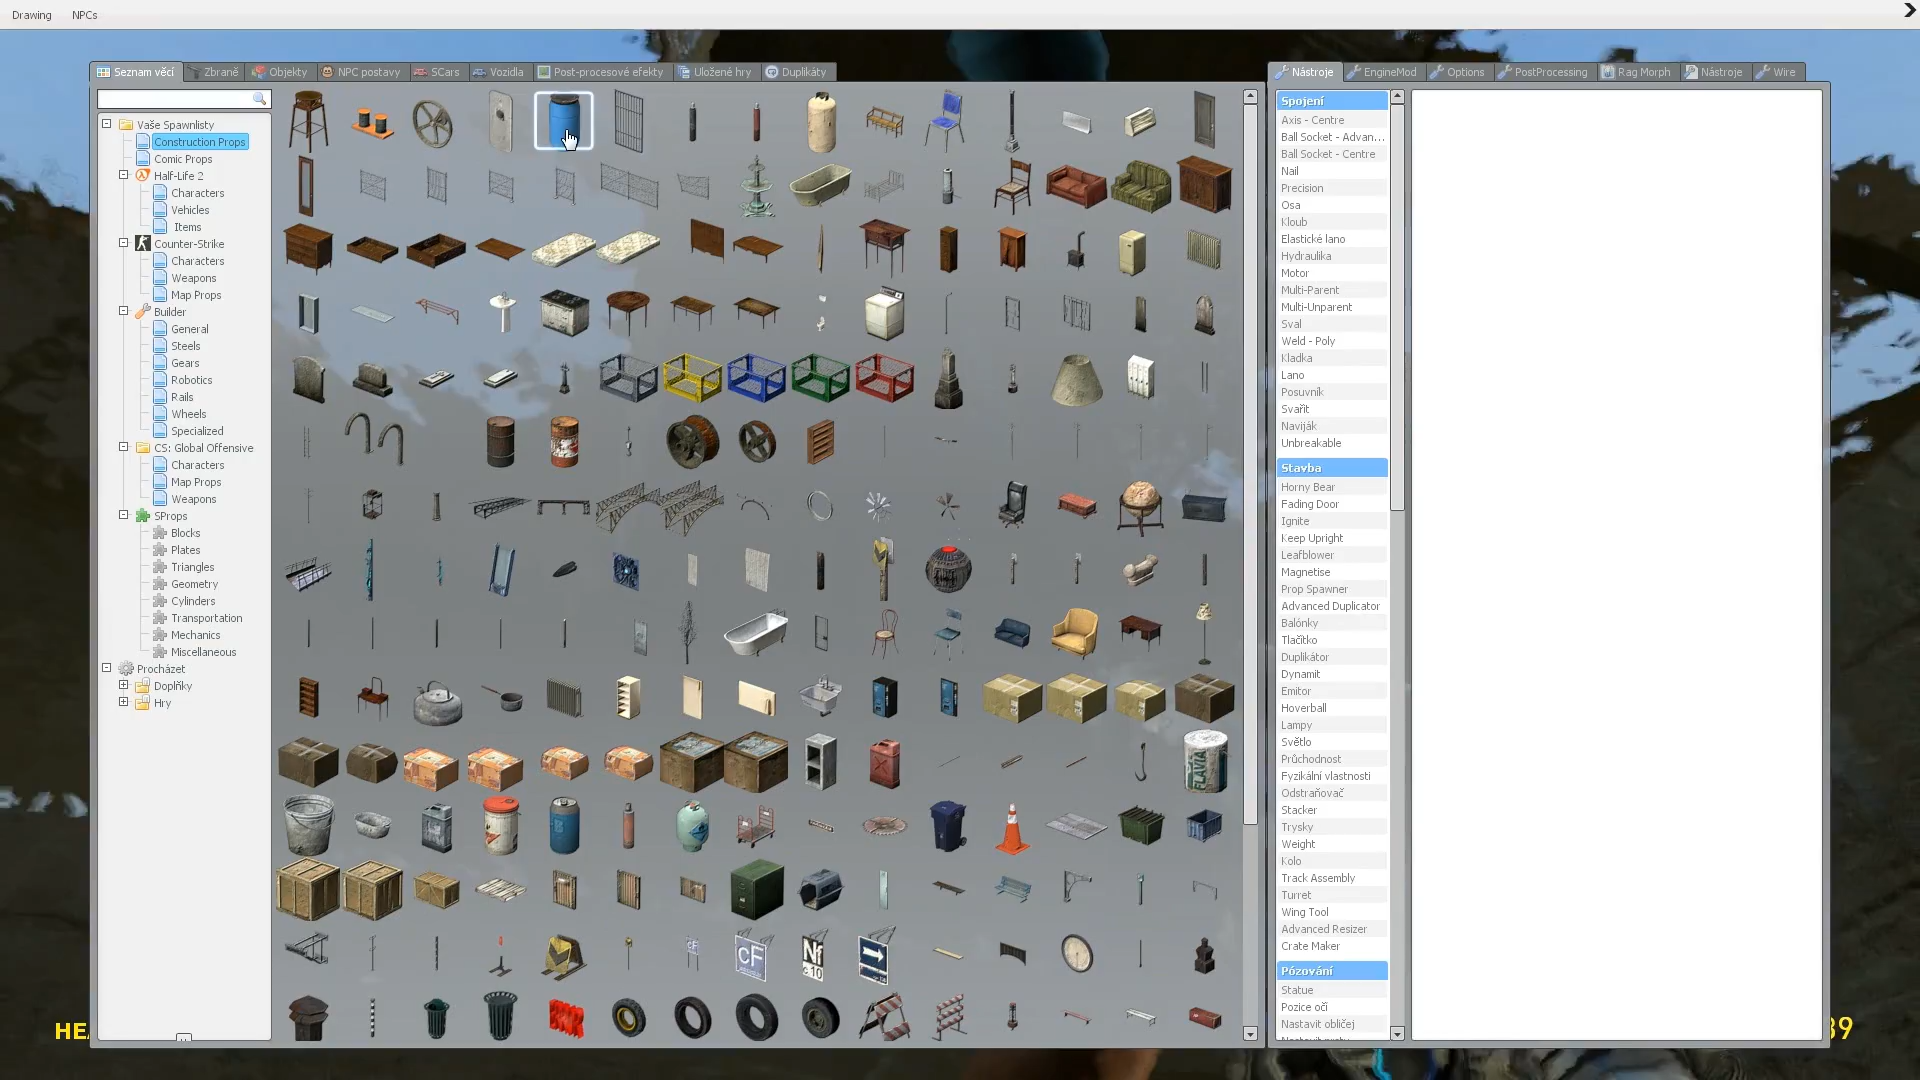 Drawing NPCs
Seznam věcí Zbraně Objekty NPC postavy SCars Vozidla Post-procesové efekty Uložené hry Duplikáty
Nástroje EngineMod Options PostProcessing Rag Morph Nástroje Wire
Vaše Spawnlisty
Construction Props
Comic Props
Half-Life 2
Characters
Vehicles
Items
Counter-Strike
Characters
Weapons
Map Props
Builder
General
Steels
Gears
Robotics
Rails
Wheels
Specialized
CS: Global Offensive
Characters
Map Props
Weapons
SProps
Blocks
Plates
Triangles
Geometry
Cylinders
Transportation
Mechanics
Miscellaneous
Procházet
Doplňky
Hry
Spojení
Axis - Centre
Ball Socket - Advan...
Ball Socket - Centre
Nail
Precision
Osa
Kloub
Elastické lano
Hydraulika
Motor
Multi-Parent
Multi-Unparent
Sval
Weld - Poly
Kladka
Lano
Posuvník
Svařit
Naviják
Unbreakable
Stavba
Horny Bear
Fading Door
Ignite
Keep Upright
Leafblower
Magnetise
Prop Spawner
Advanced Duplicator
Balónky
Tlačítko
Duplikátor
Dynamit
Emitor
Hoverball
Lampy
Světlo
Průchodnost
Fyzikální vlastnosti
Odstraňovač
Stacker
Trysky
Weight
Kolo
Track Assembly
Turret
Wing Tool
Advanced Resizer
Crate Maker
Pózování
Statue
Pozice očí
Nastavit obličej
FLAVIA
CF
cF
Nf
c10
HEA
39